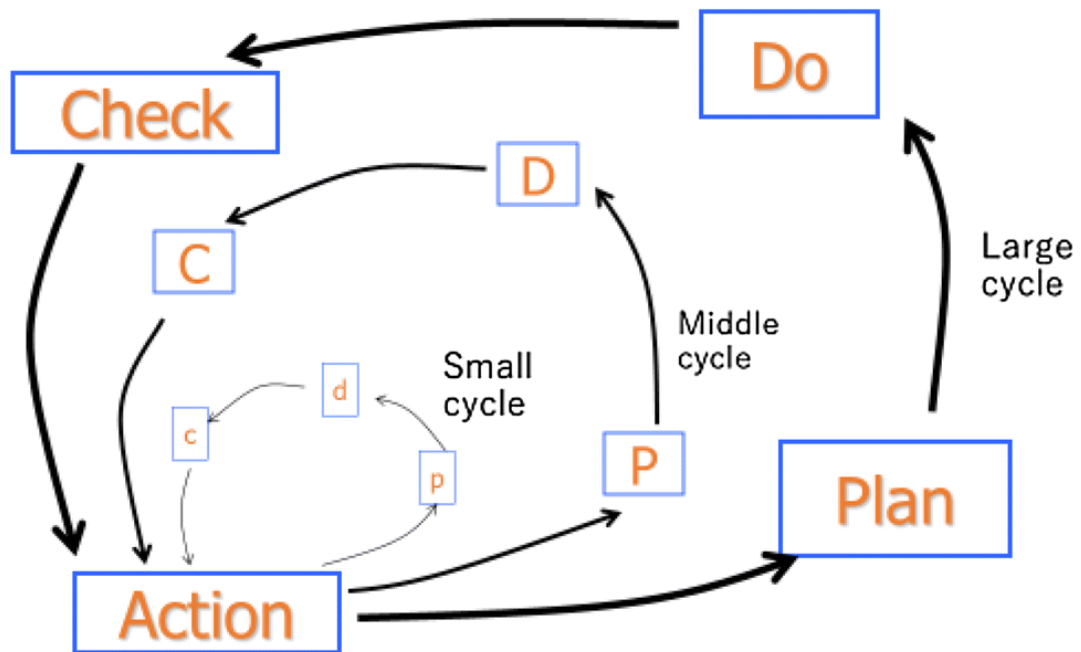 Do
Check
D
C
Large
cycle
Middle
cycle
Small
cycle
d
c
P
p
Plan
Action